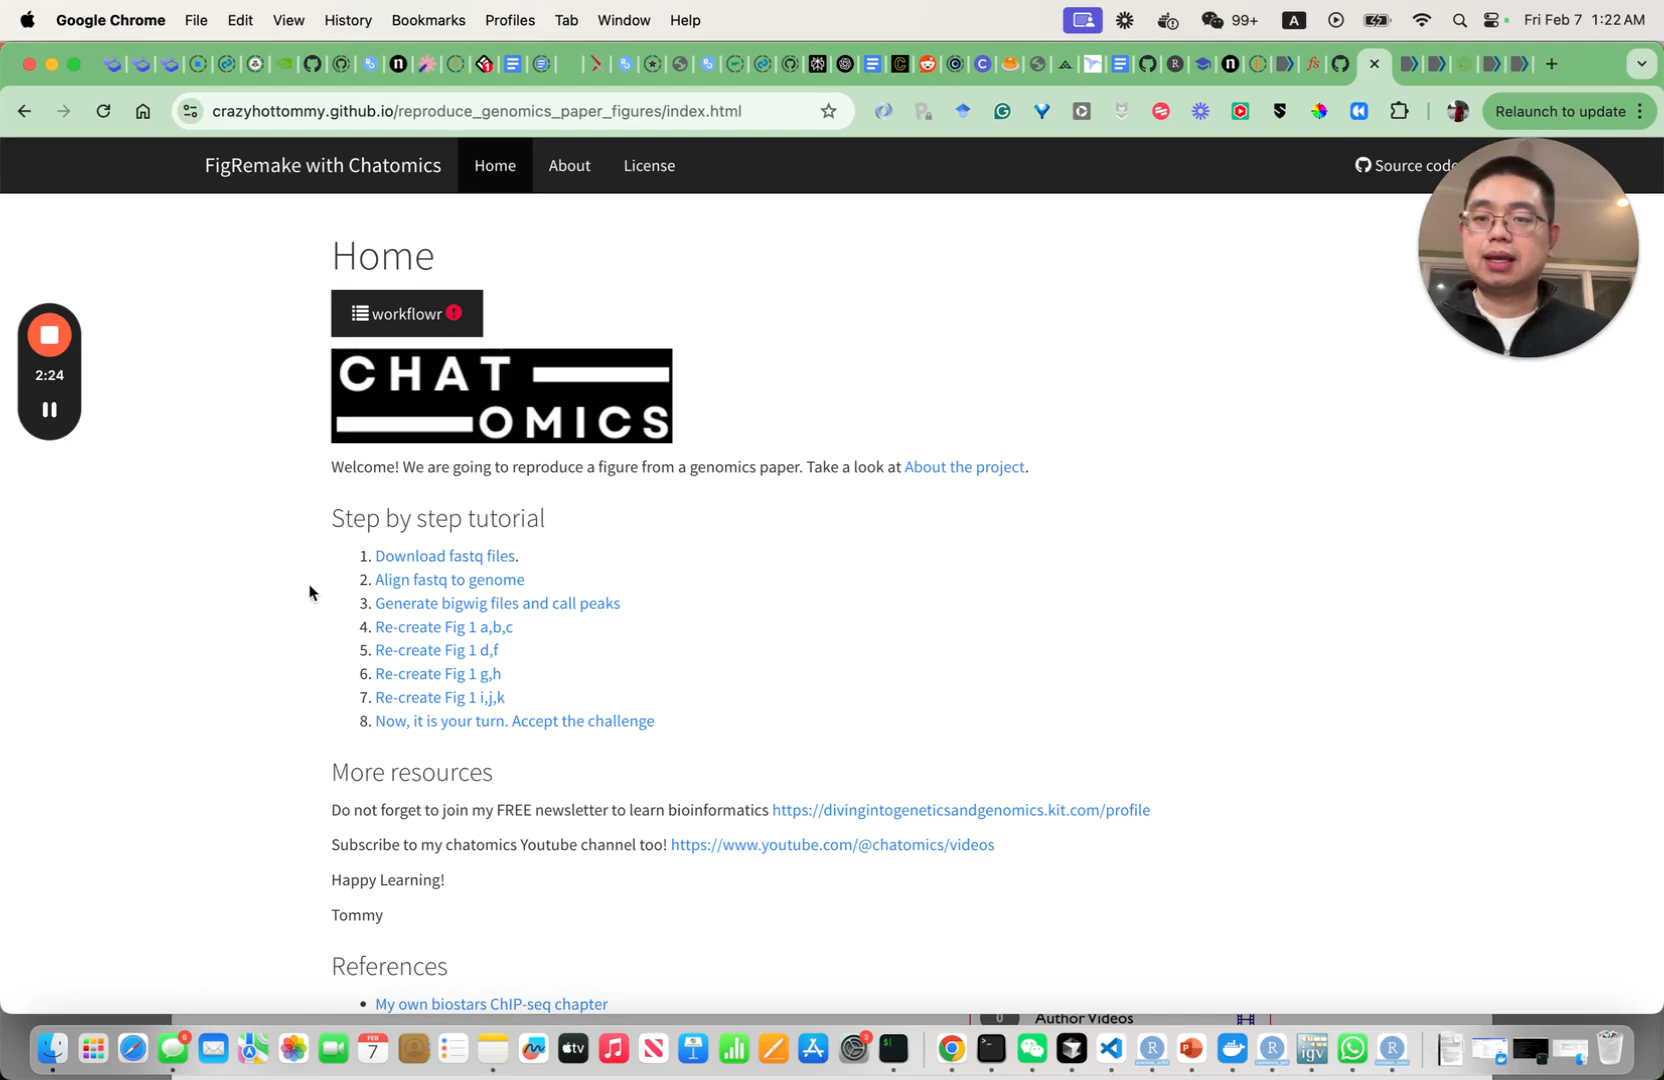 Google Chrome File Edit View History Bookmarks Profiles Tab Window Help 99+ A Fri Feb 7 1:22 AM
crazyhottommy.github.io/reproduce_genomics_paper_figures/index.html Relaunch to update
FigRemake with Chatomics Home About License Source code
Home
workflowr
2:24
CHAT
OMICS
Welcome! We are going to reproduce a figure from a genomics paper. Take a look at About the project.
Step by step tutorial
1. Download fastq files.
2. Align fastq to genome
3. Generate bigwig files and call peaks
4. Re-create Fig 1 a,b,c
5. Re-create Fig 1 d,f
6. Re-create Fig 1 g,h
7. Re-create Fig 1 i,j,k
8. Now, it is your turn. Accept the challenge
More resources
Do not forget to join my FREE newsletter to learn bioinformatics https://divingintogeneticsandgenomics.kit.com/profile
Subscribe to my chatomics Youtube channel too! https://www.youtube.com/@chatomics/videos
Happy Learning!
Tommy
References
• My own biostars ChIP-seq chapter
0 Author Videos
FEB
7
tv
igv